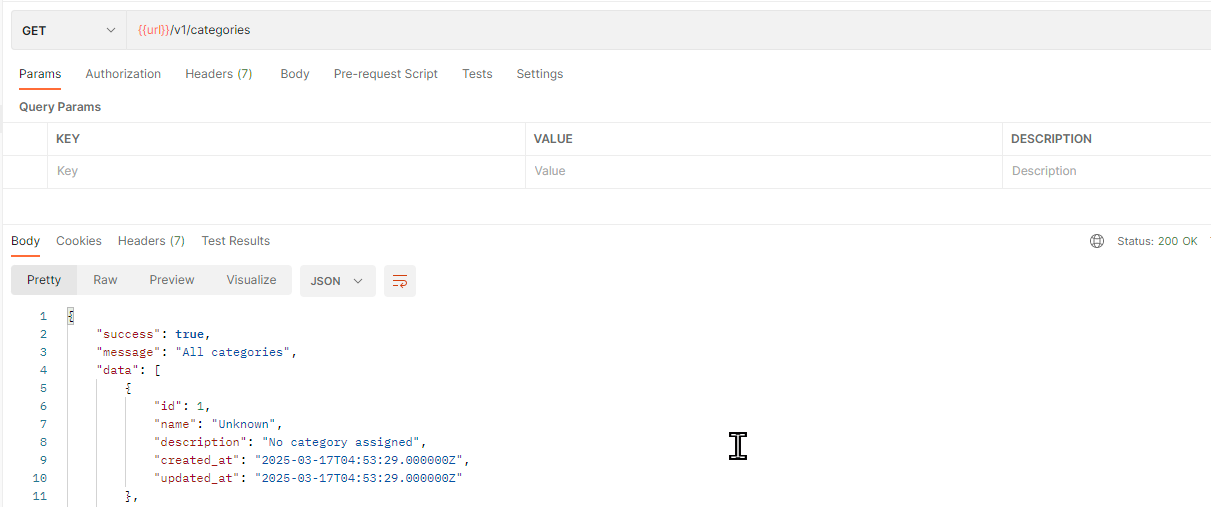 GET {{url}}/v1/categories
Params Authorization Headers (7) Body Pre-request Script Tests Settings
Query Params
KEY VALUE DESCRIPTION
Key Value Description
Body Cookies Headers (7) Test Results Status: 200 OK
Pretty Raw Preview Visualize JSON
1 {
2 "success": true,
3 "message": "All categories",
4 "data": [
5 {
6 "id": 1,
7 "name": "Unknown",
8 "description": "No category assigned",
9 "created_at": "2025-03-17T04:53:29.000000Z",
10 "updated_at": "2025-03-17T04:53:29.000000Z"
11 },